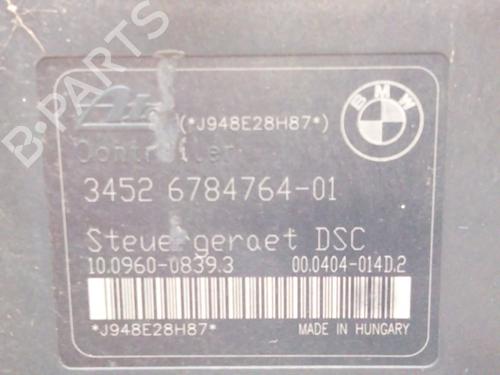 B-PARTS
Ate (*J948E28H87*)
BMW
Controller
3452 6784764-01
Steuergeraet DSC
10.0960-0839.3 00.0404-014D.2
*J948E28H87* MADE IN HUNGARY